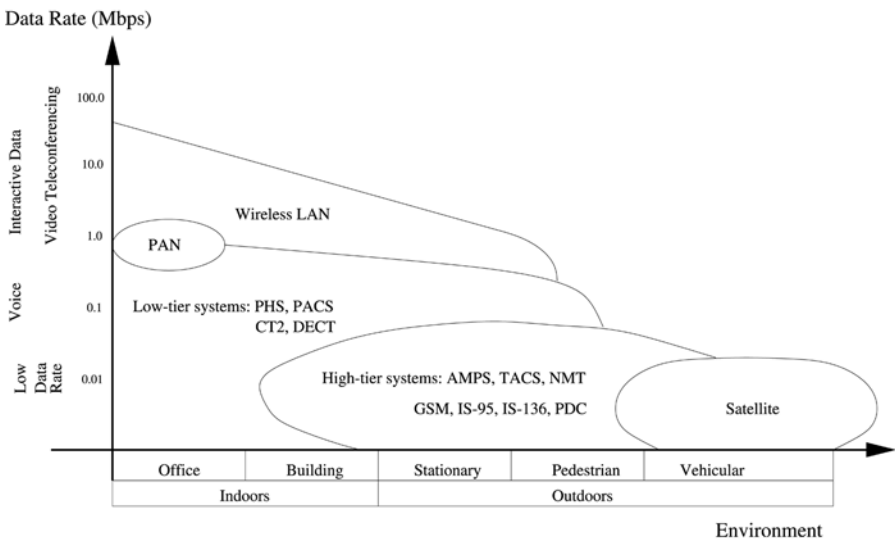 Data Rate (Mbps)
Interactive Data
Video Teleconferencing
Voice
Low
Data
Rate
100.0
10.0
1.0
0.1
0.01
Wireless LAN
PAN
Low-tier systems: PHS, PACS
CT2, DECT
High-tier systems: AMPS, TACS, NMT
GSM, IS-95, IS-136, PDC
Satellite
Office
Building
Stationary
Pedestrian
Vehicular
Indoors
Outdoors
Environment